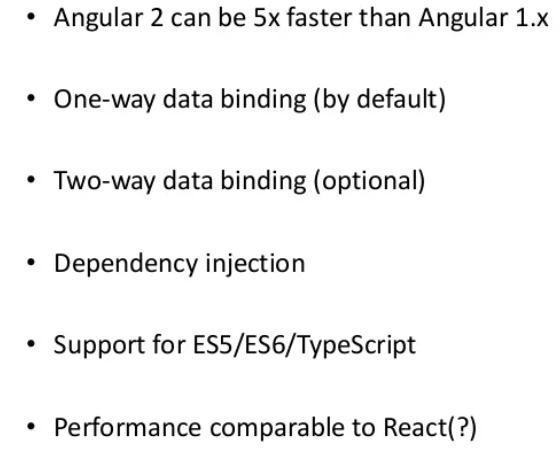 • Angular 2 can be 5x faster than Angular 1.x
• One-way data binding (by default)
• Two-way data binding (optional)
• Dependency injection
• Support for ES5/ES6/TypeScript
• Performance comparable to React(?)